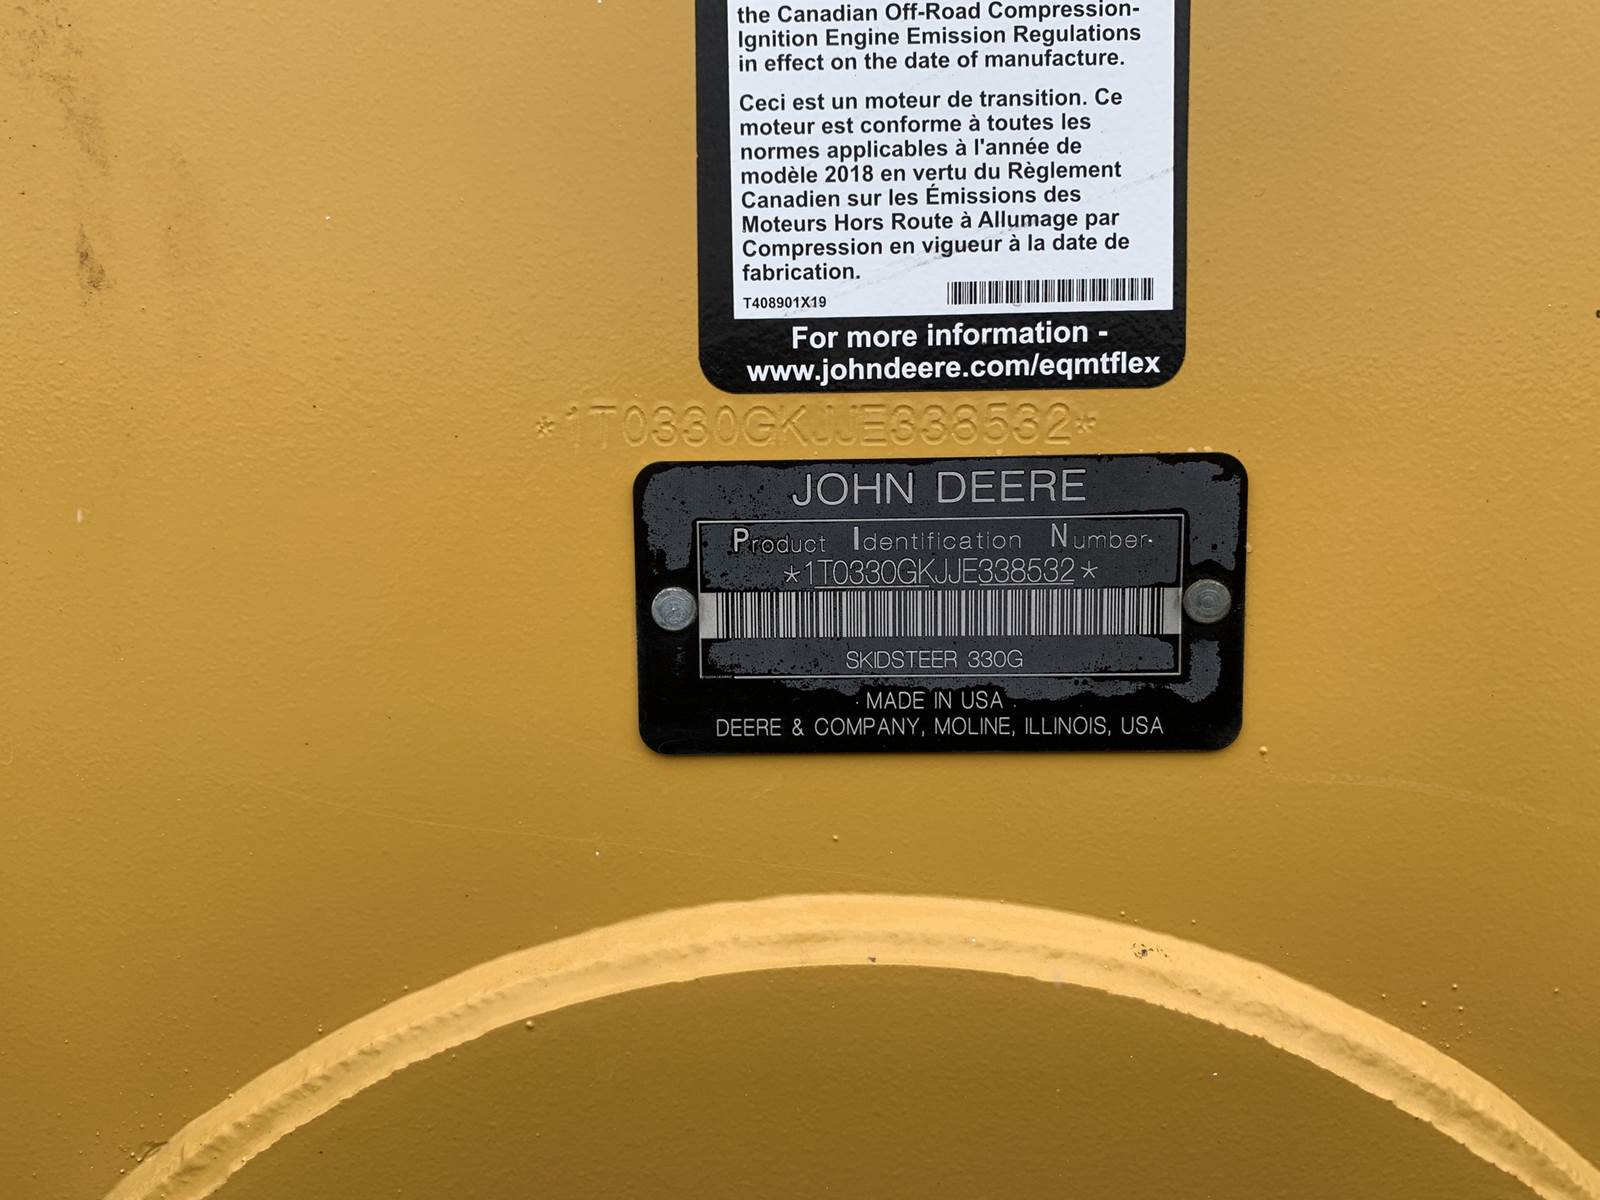 the Canadian Off-Road Compression-
Ignition Engine Emission Regulations
in effect on the date of manufacture.
Ceci est un moteur de transition. Ce
moteur est conforme à toutes les
normes applicables à l'année de
modèle 2018 en vertu du Règlement
Canadien sur les Émissions des
Moteurs Hors Route à Allumage par
Compression en vigueur à la date de
fabrication.
T408901X19
For more information -
www.johndeere.com/eqmtflex
*1T0330GKJJE338532*
JOHN DEERE
Product Identification Number
*1T0330GKJJE338532*
SKIDSTEER 330G
MADE IN USA
DEERE & COMPANY, MOLINE, ILLINOIS, USA